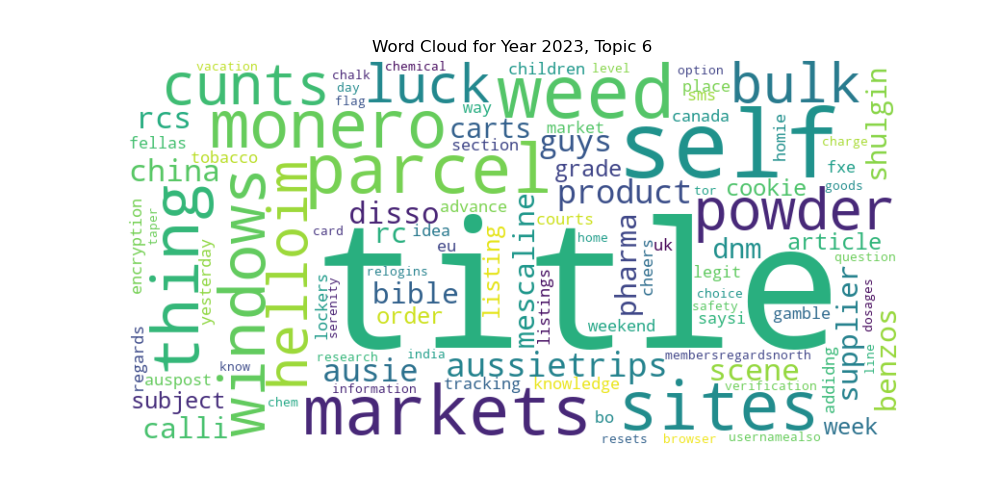 Word Cloud for Year 2023, Topic 6
vacation
chemical
cunts
chalk
luck
children
level
weed
option
bulk
day
flag
way
place
sms
rcs
monero
carts
market
guys
canada
self
homie
charge
shulgin
fellas
section
tobacco
parcel
grade
fxe
china
thing
windows
helloim
product
tor
cookie
goods
powder
disso
advance
mescaline
courts
pharma
encryption
taper
card
rc
idea
eu
listing
home
cheers
uk
dnm
article
question
yesterday
title
relogins
legit
lockers
serenity
bible
order
listings
choice
safety
saysi
gamble
supplier
dosages
weekend
benzos
regards
know
research
india
membersregardsnorth
line
auspost
ausie
aussietrips
scene
subject
chem
information
tracking
knowledge
verification
addidng
calli
markets
bo
sites
week
resets
browser
usernamealso